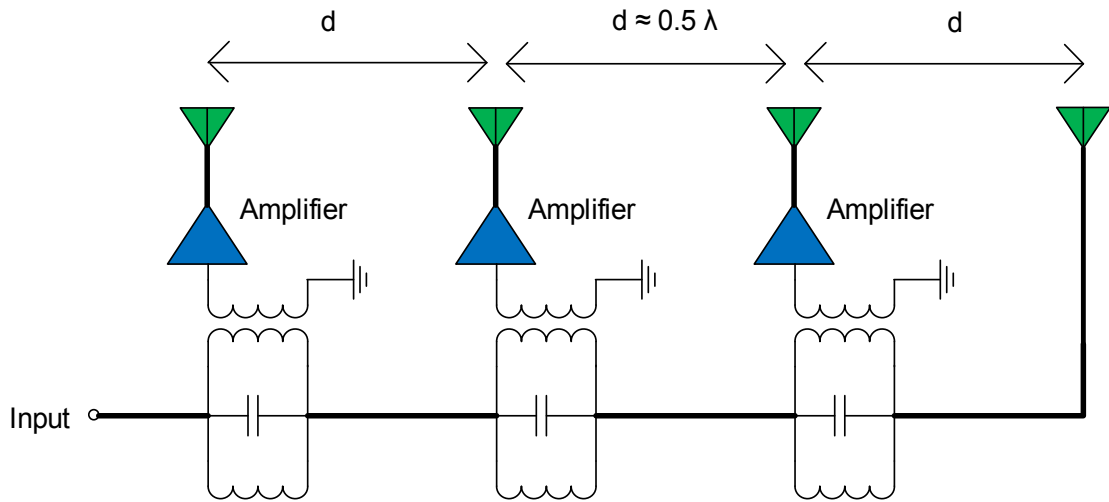 d
d ≈ 0.5 λ
d
Amplifier
Amplifier
Amplifier
Input